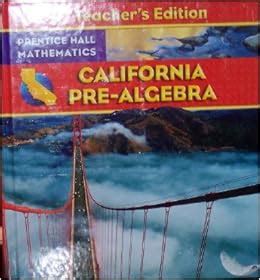 Teacher's Edition
PRENTICE HALL
MATHEMATICS
CALIFORNIA
PRE-ALGEBRA